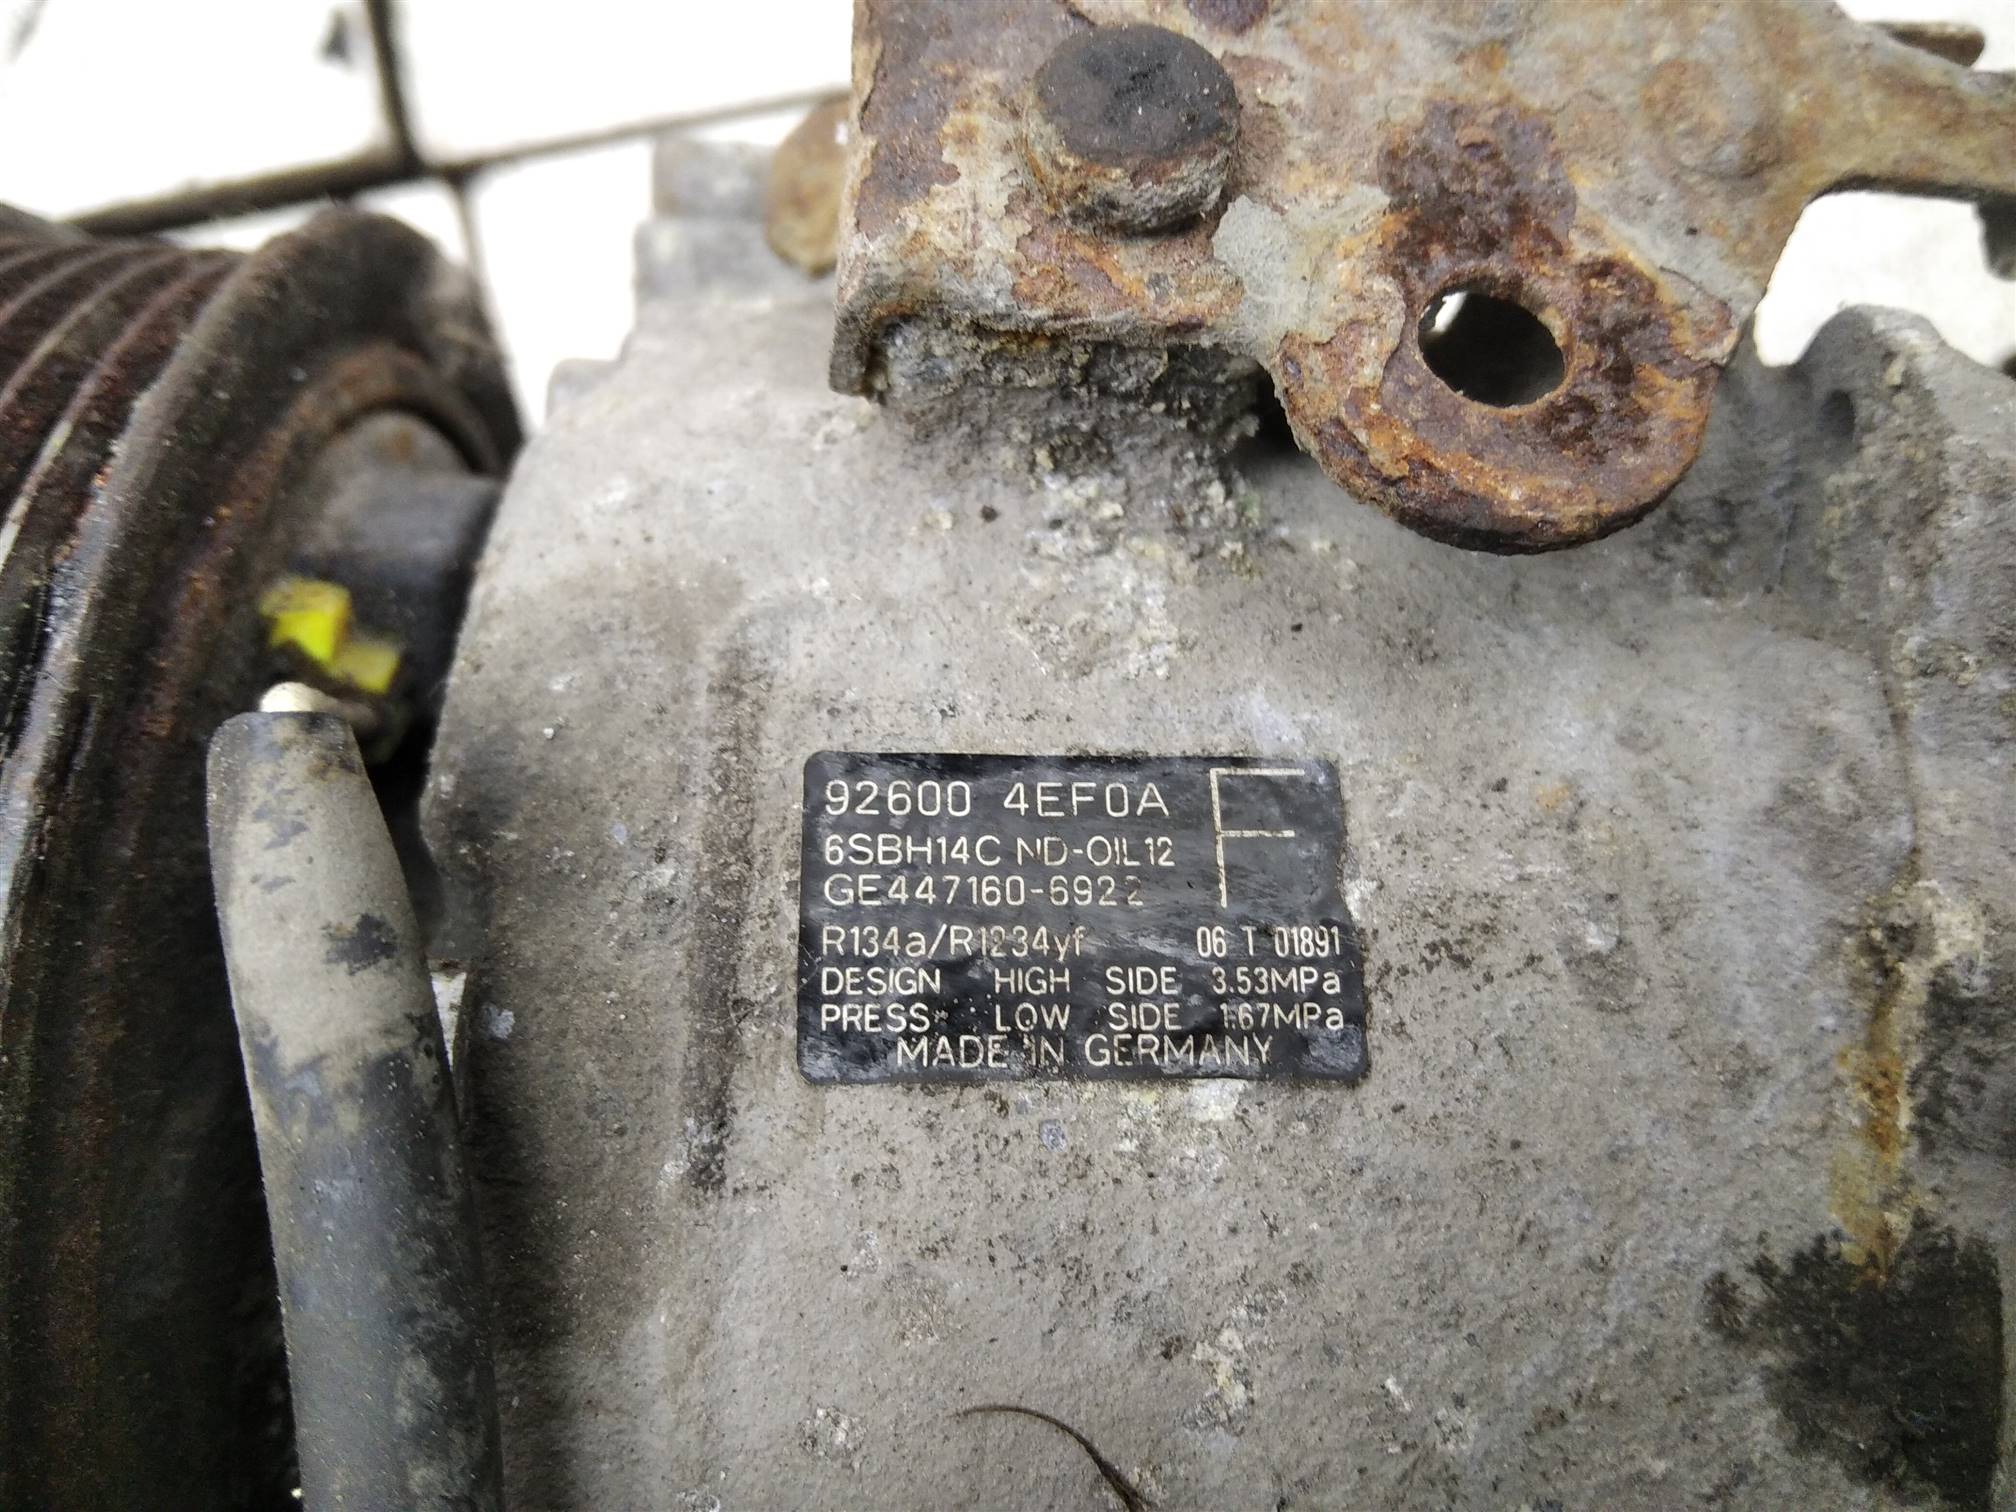 92600 4EF0A F
6SBH14C ND-OIL12
GE447160-6922
R134a/R1234yf 06 T 01891
DESIGN HIGH SIDE 3.53MPa
PRESS. LOW SIDE 1.67MPa
MADE IN GERMANY